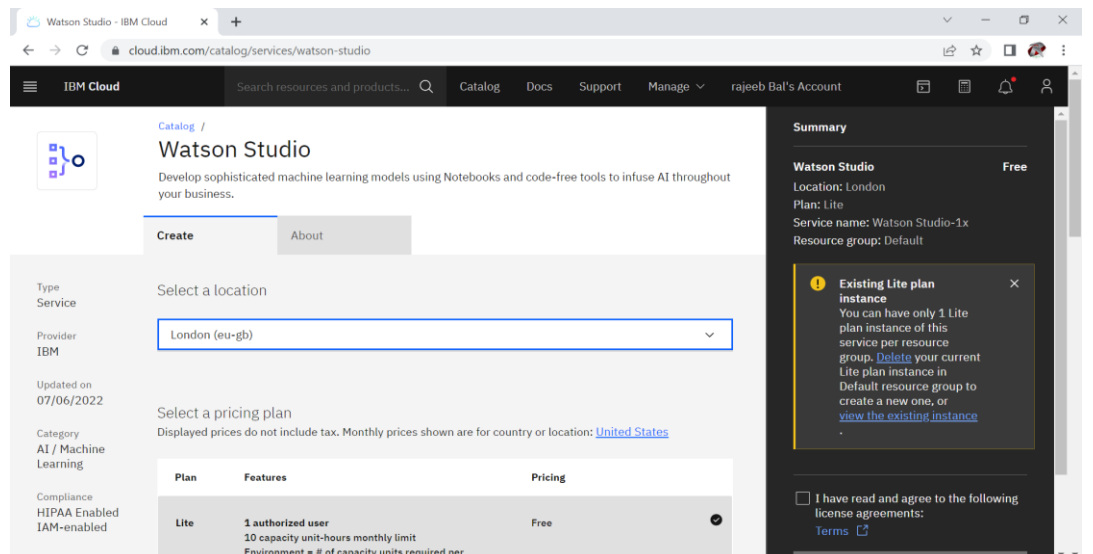 Watson Studio - IBM Cloud
cloud.ibm.com/catalog/services/watson-studio
IBM Cloud
Search resources and products...
Catalog
Docs
Support
Manage
rajeeb Bal's Account
Catalog /
Watson Studio
Develop sophisticated machine learning models using Notebooks and code-free tools to infuse AI throughout
your business.
Create
About
Type
Service
Provider
IBM
Updated on
07/06/2022
Category
AI / Machine
Learning
Compliance
HIPAA Enabled
IAM-enabled
Select a location
London (eu-gb)
Select a pricing plan
Displayed prices do not include tax. Monthly prices shown are for country or location: United States
Plan Features Pricing
Lite 1 authorized user Free
10 capacity unit-hours monthly limit
Environment = # of capacity units required per
Summary
Watson Studio Free
Location: London
Plan: Lite
Service name: Watson Studio-1x
Resource group: Default
Existing Lite plan
instance
You can have only 1 Lite
plan instance of this
service per resource
group. Delete your current
Lite plan instance in
Default resource group to
create a new one, or
view the existing instance
.
I have read and agree to the following
license agreements:
Terms